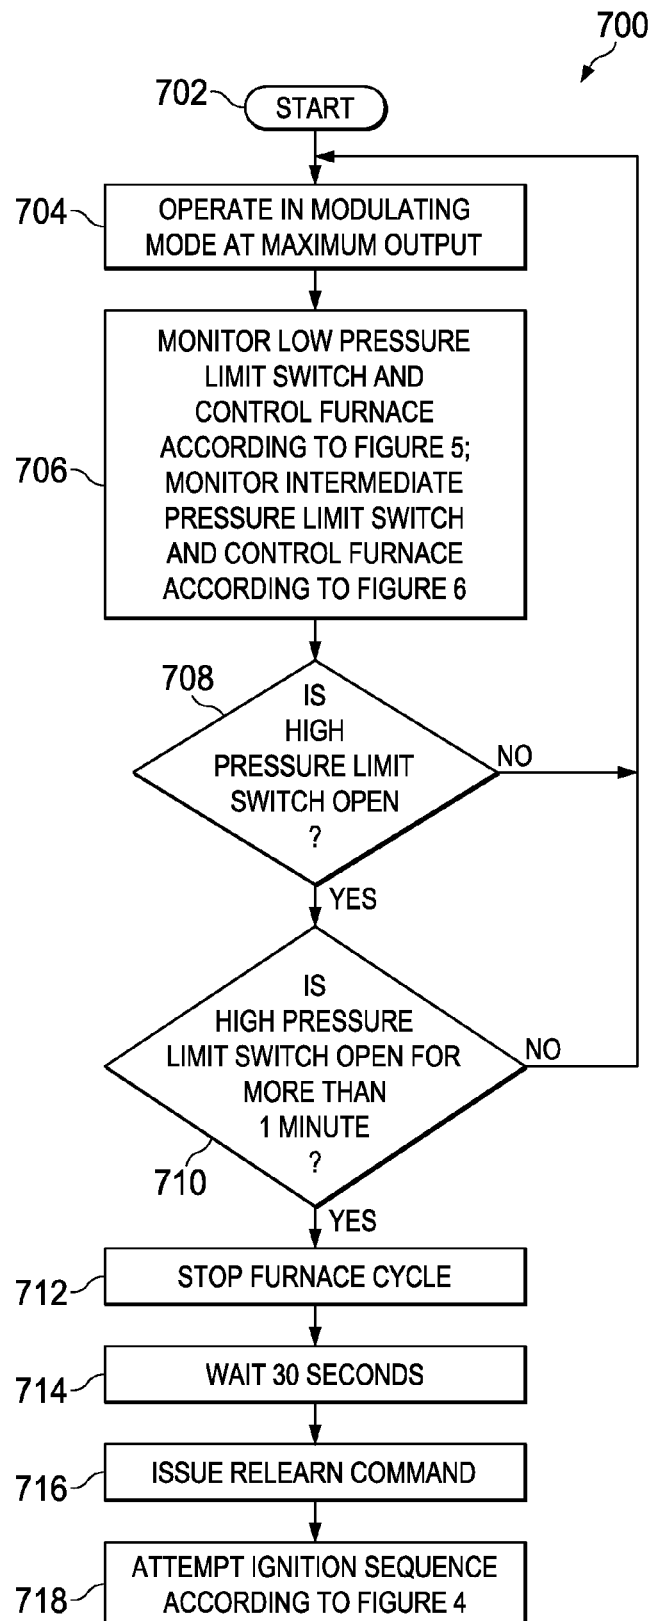 700
702
START
704
OPERATE IN MODULATING
MODE AT MAXIMUM OUTPUT
706
MONITOR LOW PRESSURE
LIMIT SWITCH AND
CONTROL FURNACE
ACCORDING TO FIGURE 5;
MONITOR INTERMEDIATE
PRESSURE LIMIT SWITCH
AND CONTROL FURNACE
ACCORDING TO FIGURE 6
708
IS
HIGH
PRESSURE LIMIT
SWITCH OPEN
?
NO
YES
IS
HIGH PRESSURE
LIMIT SWITCH OPEN FOR
MORE THAN
1 MINUTE
?
NO
710
YES
712
STOP FURNACE CYCLE
714
WAIT 30 SECONDS
716
ISSUE RELEARN COMMAND
718
ATTEMPT IGNITION SEQUENCE
ACCORDING TO FIGURE 4